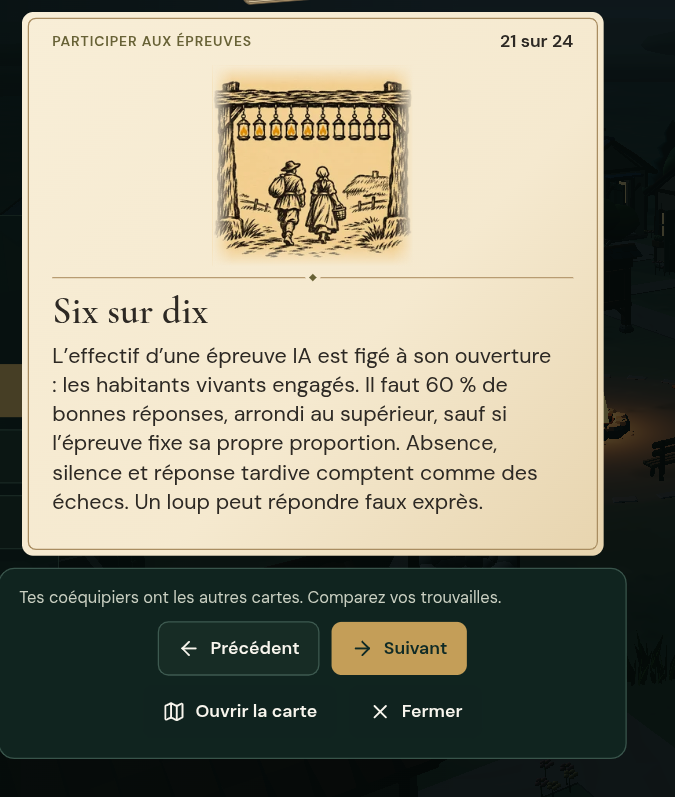 PARTICIPER AUX ÉPREUVES
21 sur 24
Six sur dix
L’effectif d’une épreuve IA est figé à son ouverture
: les habitants vivants engagés. Il faut 60 % de
bonnes réponses, arrondi au supérieur, sauf si
l’épreuve fixe sa propre proportion. Absence,
silence et réponse tardive comptent comme des
échecs. Un loup peut répondre faux exprès.
Tes coéquipiers ont les autres cartes. Comparez vos trouvailles.
Précédent
Suivant
Ouvrir la carte
Fermer